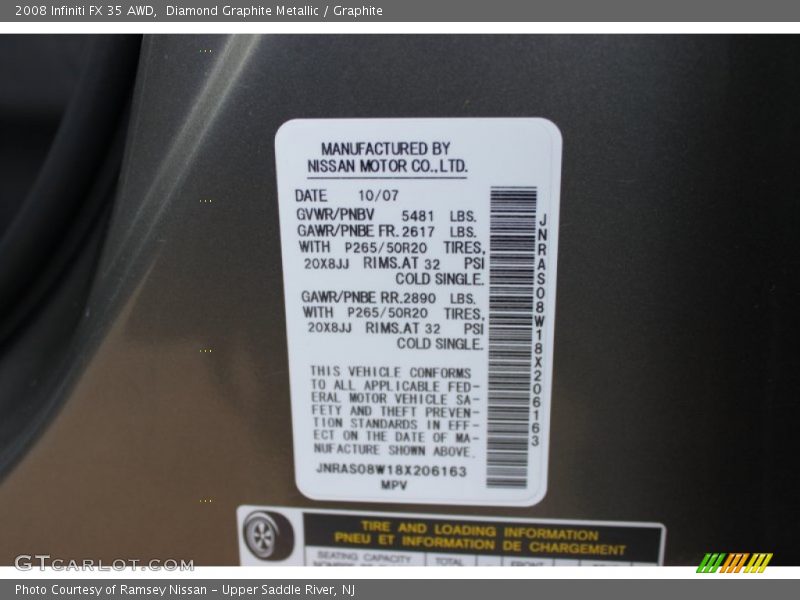 2008 Infiniti FX 35 AWD, Diamond Graphite Metallic / Graphite
MANUFACTURED BY
NISSAN MOTOR CO.,LTD.
DATE 10/07
GVWR/PNBV 5481 LBS.
GAWR/PNBE FR. 2617 LBS.
WITH P265/50R20 TIRES,
20X8JJ RIMS.AT 32 PSI
COLD SINGLE.
GAWR/PNBE RR. 2890 LBS.
WITH P265/50R20 TIRES,
20X8JJ RIMS.AT 32 PSI
COLD SINGLE.
THIS VEHICLE CONFORMS
TO ALL APPLICABLE FED-
ERAL MOTOR VEHICLE SA-
FETY AND THEFT PREVEN-
TION STANDARDS IN EFF-
ECT ON THE DATE OF MA-
NUFACTURE SHOWN ABOVE.
JNRAS08W18X206163
MPV
JNRAS08W18X206163
TIRE AND LOADING INFORMATION
PNEU ET INFORMATION DE CHARGEMENT
SEATING CAPACITY TOTAL
GTCARLOT.COM
Photo Courtesy of Ramsey Nissan - Upper Saddle River, NJ